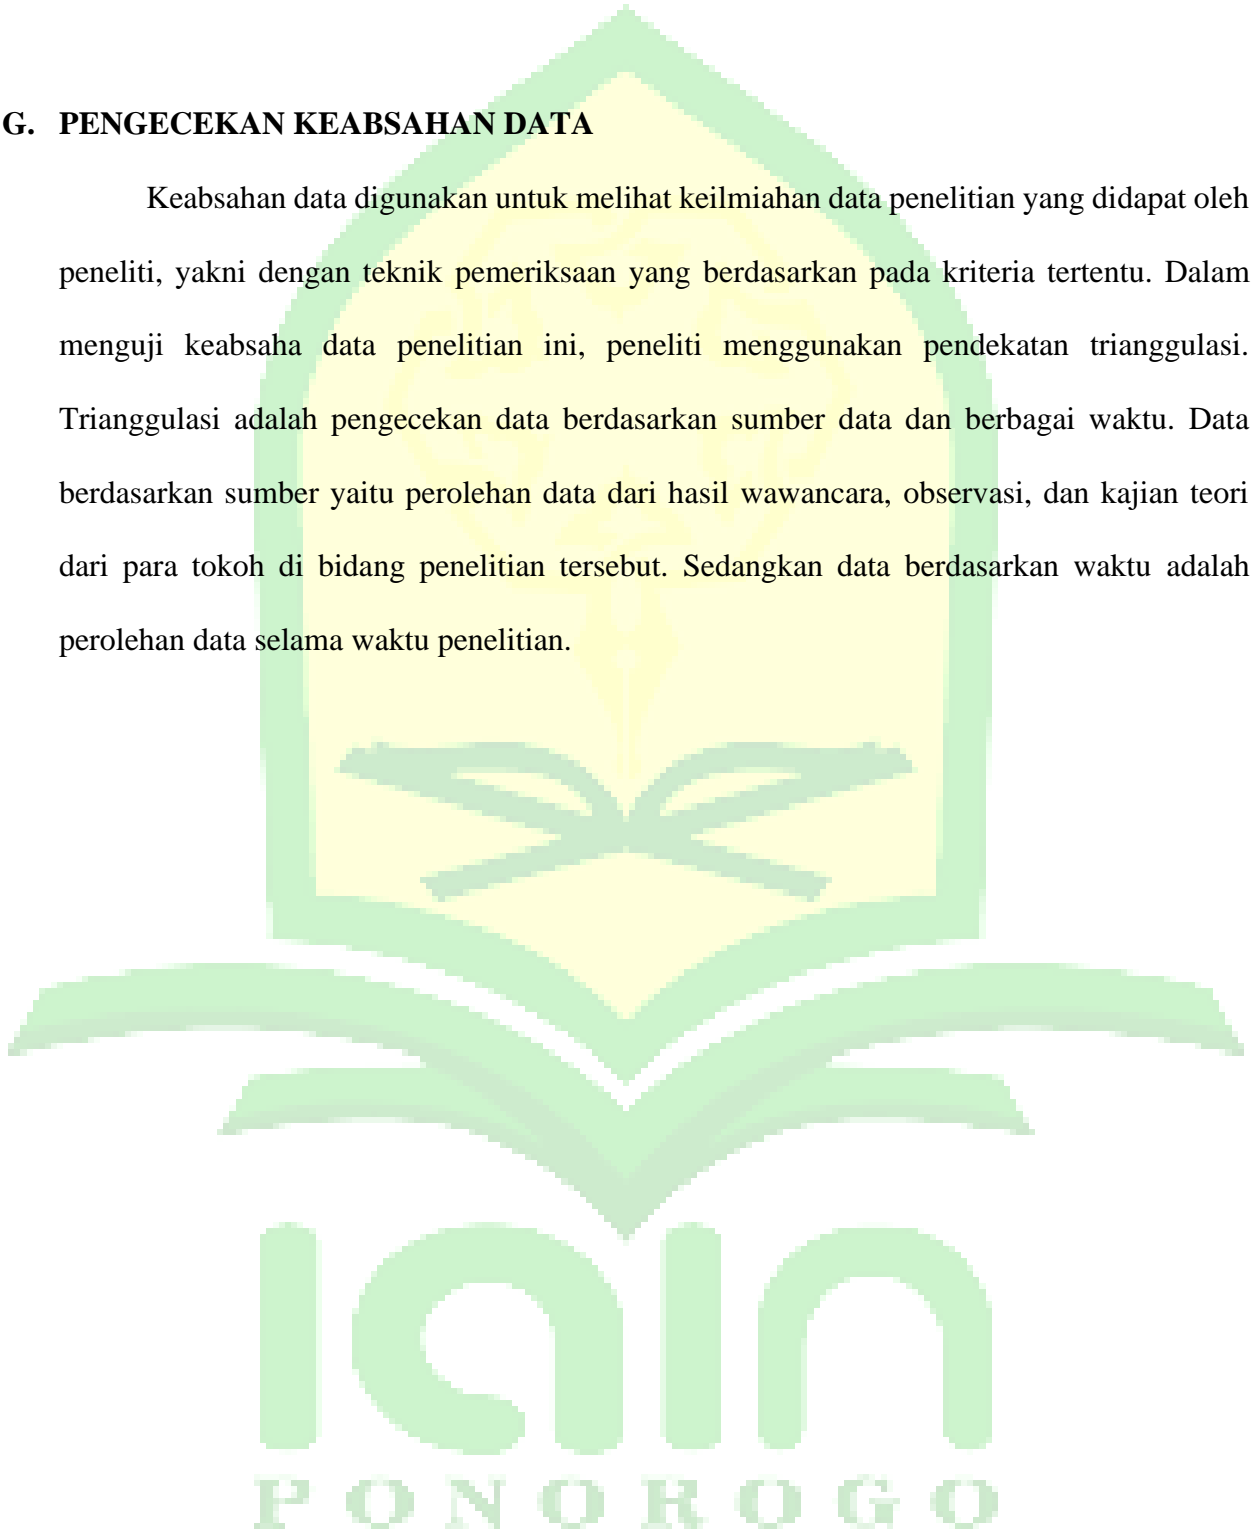 G. PENGECEKAN KEABSAHAN DATA
Keabsahan data digunakan untuk melihat keilmiahan data penelitian yang didapat oleh
peneliti, yakni dengan teknik pemeriksaan yang berdasarkan pada kriteria tertentu. Dalam
menguji keabsaha data penelitian ini, peneliti menggunakan pendekatan trianggulasi.
Trianggulasi adalah pengecekan data berdasarkan sumber data dan berbagai waktu. Data
berdasarkan sumber yaitu perolehan data dari hasil wawancara, observasi, dan kajian teori
dari para tokoh di bidang penelitian tersebut. Sedangkan data berdasarkan waktu adalah
perolehan data selama waktu penelitian.
iain
PONOROGO